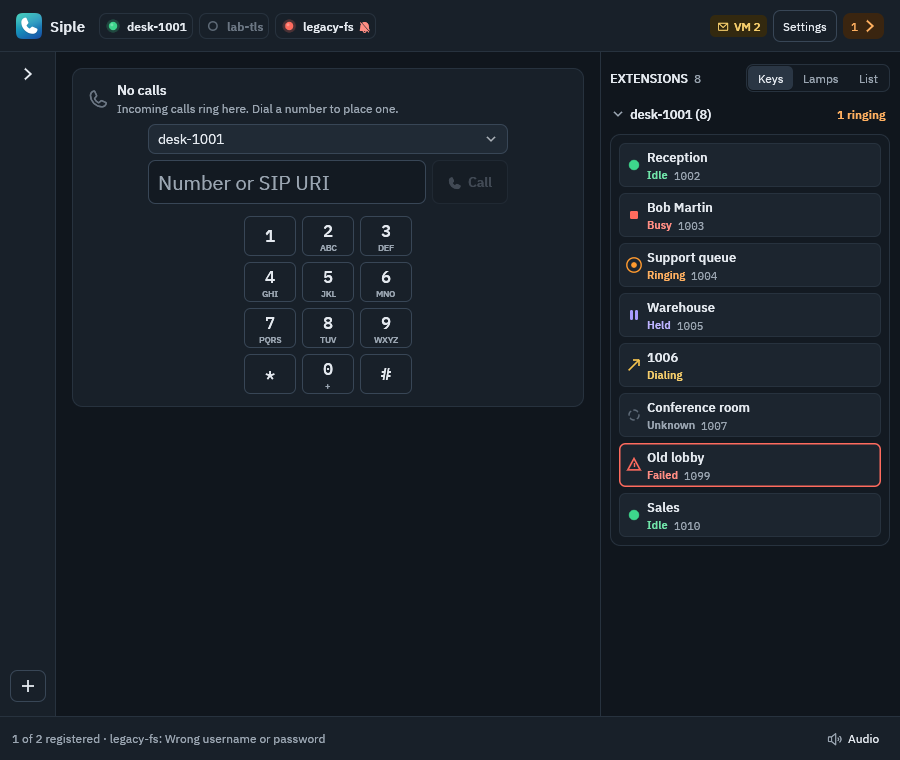 Siple
desk-1001
lab-tls
legacy-fs
VM 2
Settings
1
No calls
Incoming calls ring here. Dial a number to place one.
desk-1001
Number or SIP URI
Call
1
2
ABC
3
DEF
4
GHI
5
JKL
6
MNO
7
PQRS
8
TUV
9
WXYZ
*
0
+
#
EXTENSIONS 8
Keys
Lamps
List
desk-1001 (8)
1 ringing
Reception
Idle 1002
Bob Martin
Busy 1003
Support queue
Ringing 1004
Warehouse
Held 1005
1006
Dialing
Conference room
Unknown 1007
Old lobby
Failed 1099
Sales
Idle 1010
1 of 2 registered · legacy-fs: Wrong username or password
Audio